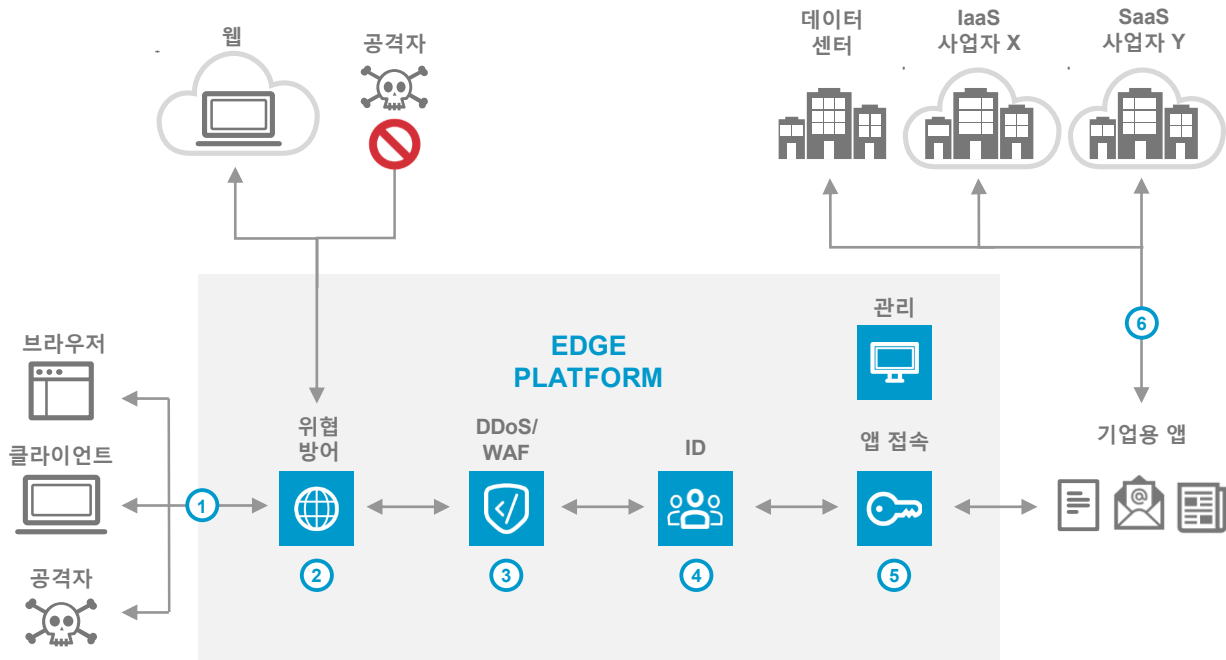 웹
공격자
데이터
센터
IaaS
사업자 X
SaaS
사업자 Y
EDGE
PLATFORM
관리
6
브라우저
클라이언트
공격자
1
위협
방어
2
DDoS/
WAF
3
ID
4
앱 접속
5
기업용 앱
@